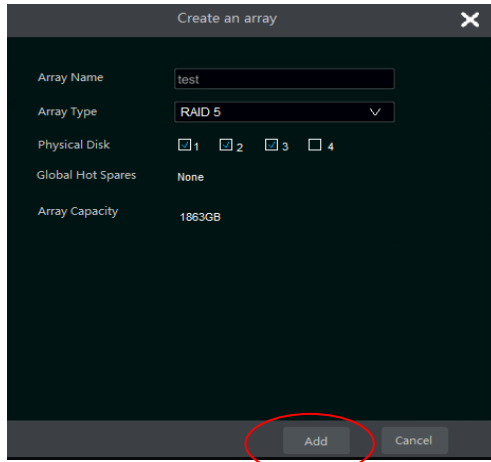 Create an array
Array Name test
Array Type RAID 5
Physical Disk 1 2 3 4
Global Hot Spares None
Array Capacity 1863GB
Add Cancel